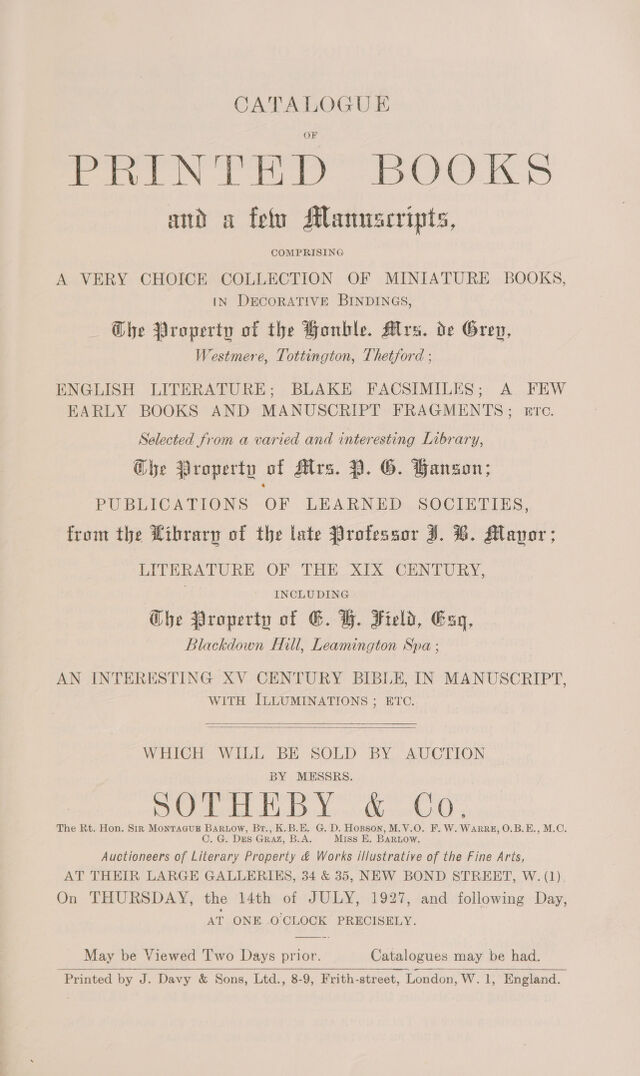 CATALOGUE
OF
PRINTED BOOKS
and a few Manuscripts,
COMPRISING
A VERY CHOICE COLLECTION OF MINIATURE BOOKS,
IN DECORATIVE BINDINGS,
The Property of the Honble. Mrs. de Grey,
Westmere, Tottington, Thetford ;
ENGLISH LITERATURE; BLAKE FACSIMILES; A FEW
EARLY BOOKS AND MANUSCRIPT FRAGMENTS; ETC.
Selected from a varied and interesting Library,
The Property of Mrs. P. G. Hanson;
PUBLICATIONS OF LEARNED SOCIETIES,
from the Library of the late Professor J. B. Mayor;
LITERATURE OF THE XIX CENTURY,
INCLUDING
The Property of E. H. Field, Esq,
Blackdown Hill, Leamington Spa ;
AN INTERESTING XV CENTURY BIBLE, IN MANUSCRIPT,
WITH ILLUMINATIONS ; ETC.
WHICH WILL BE SOLD BY AUCTION
BY MESSRS.
SOTHEBY & Co.
The Rt. Hon. Sir Montague Barlow, Bt., K.B.E. G. D. Hobson, M.V.O. F. W. Warre, O.B.E., M.C.
C. G. Des Graz, B.A. Miss E. Barlow.
Auctioneers of Literary Property & Works illustrative of the Fine Arts,
AT THEIR LARGE GALLERIES, 34 & 35, NEW BOND STREET, W.(1).
On THURSDAY, the 14th of JULY, 1927, and following Day,
AT ONE O'CLOCK PRECISELY.
May be Viewed Two Days prior. Catalogues may be had.
Printed by J. Davy & Sons, Ltd., 8-9, Frith-street, London, W. 1, England.